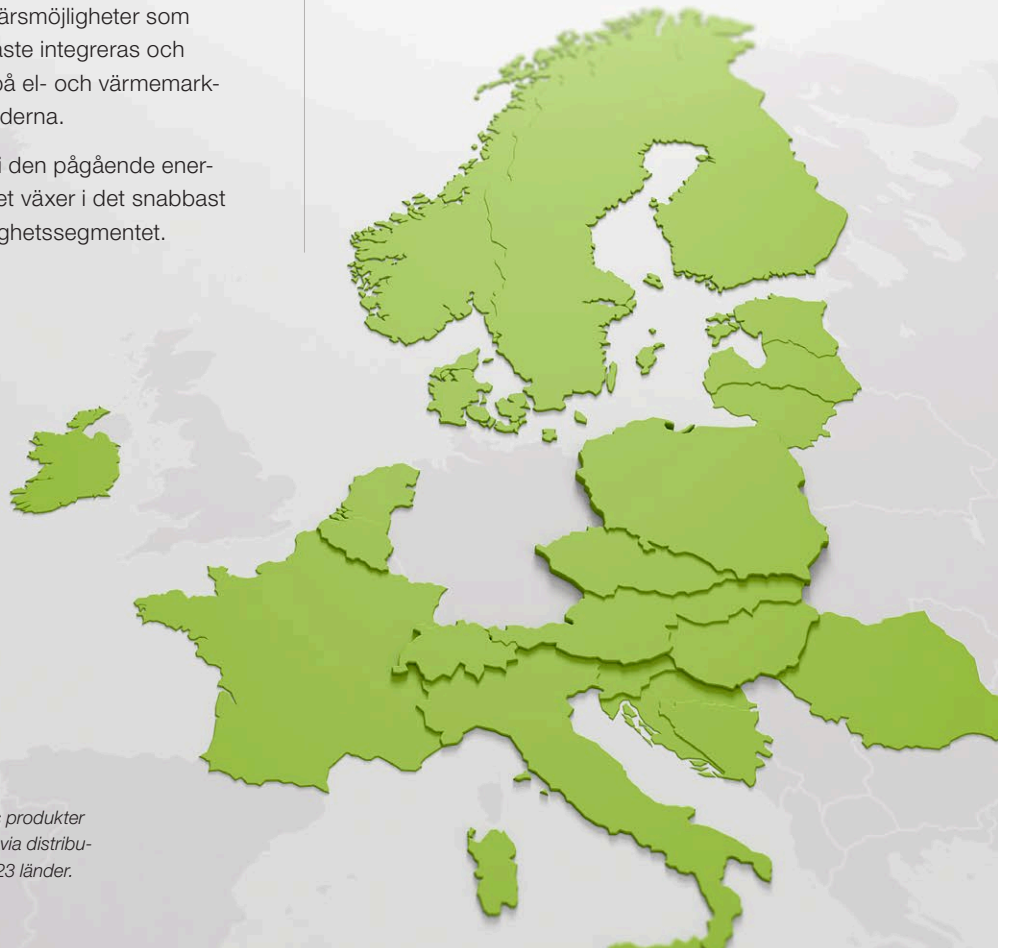 ärsmöjligheter som
åste integreras och
på el- och värmemark-
derna.
i den pågående ener-
et växer i det snabbast
ghetssegmentet.
produkter
via distribu-
23 länder.